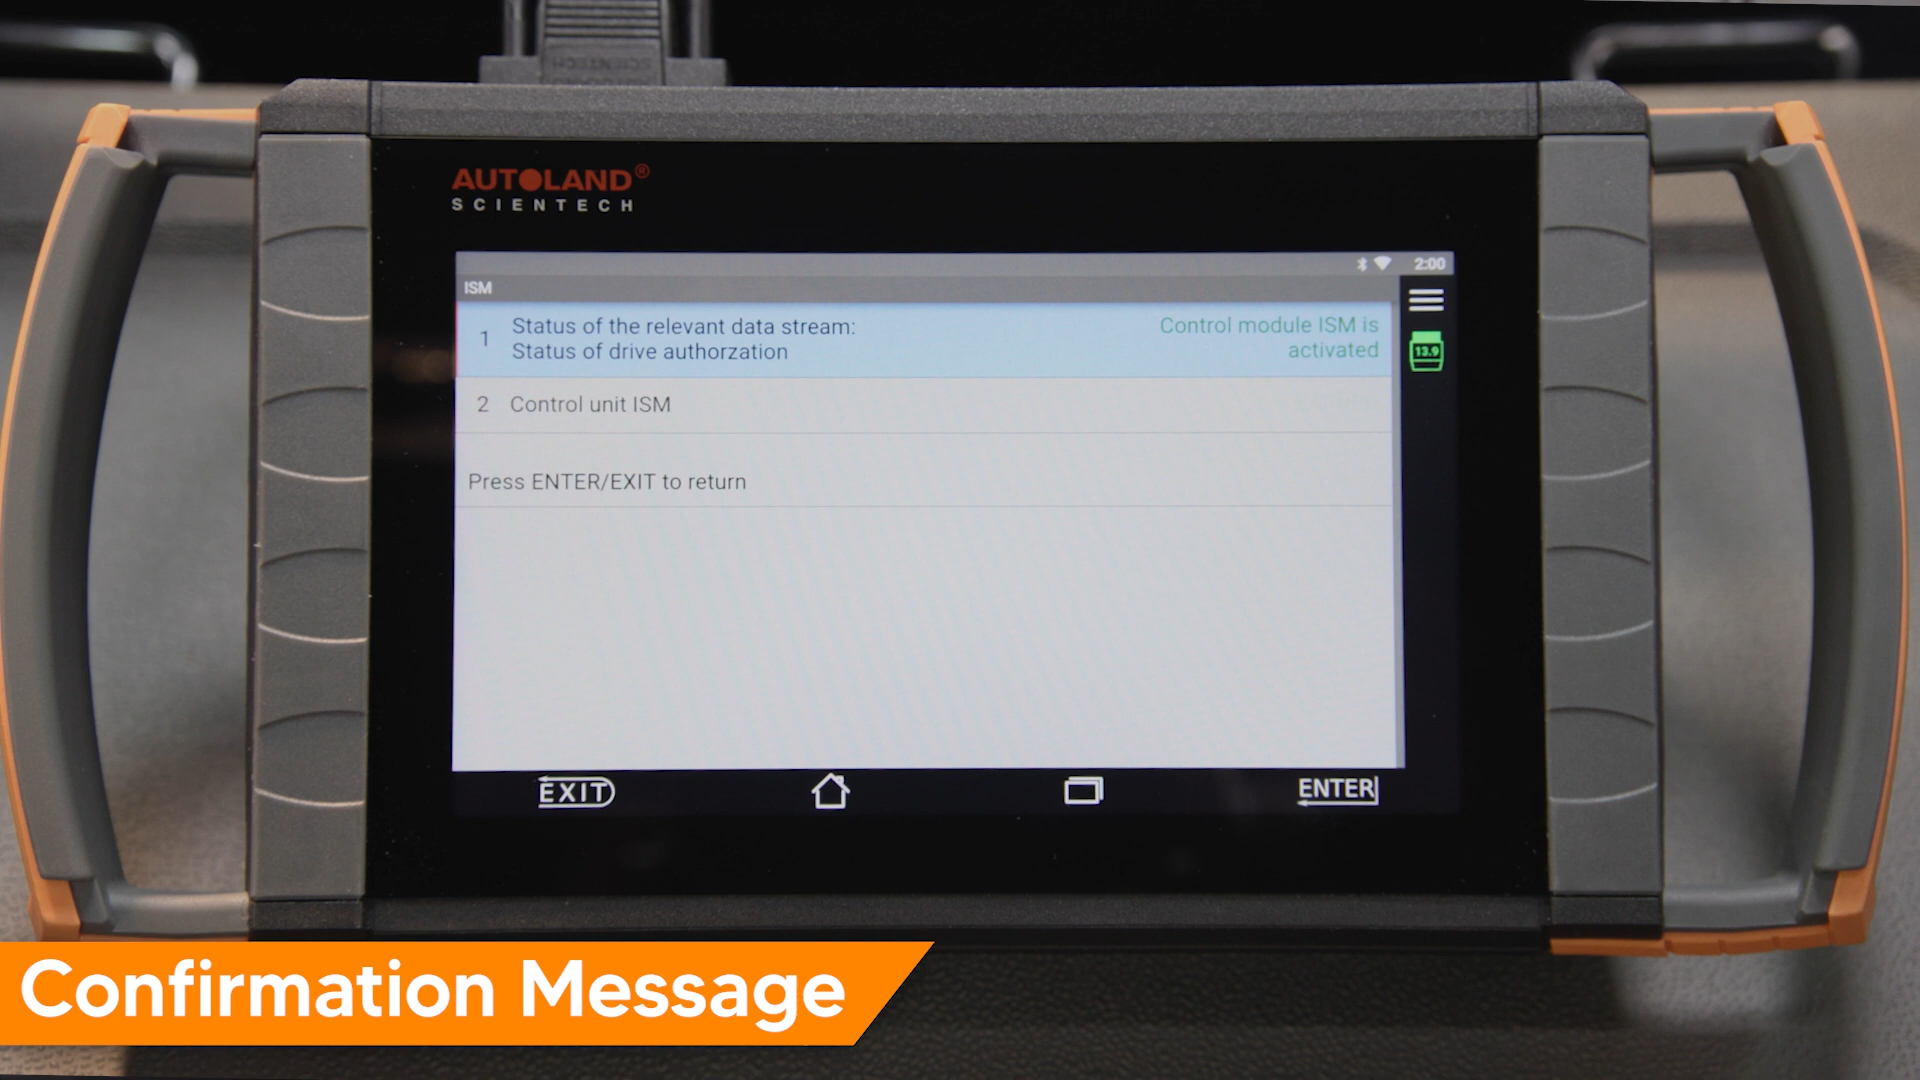 SCIENTECH
AUTOLAND®
SCIENTECH
2:00
ISM
1 Status of the relevant data stream: Control module ISM is
Status of drive authorzation activated
13.9
2 Control unit ISM
Press ENTER/EXIT to return
EXIT
ENTER
Confirmation Message